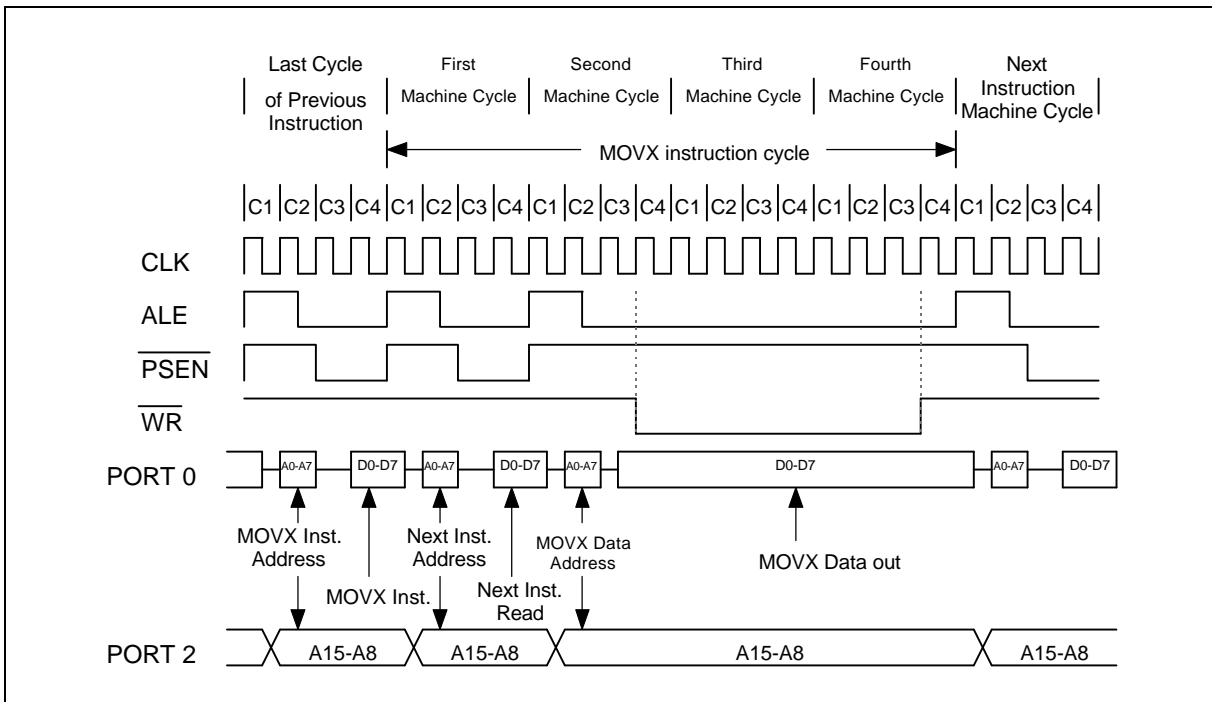 Last Cycle
of Previous
Instruction
First
Machine Cycle
Second
Machine Cycle
Third
Machine Cycle
Fourth
Machine Cycle
Next
Instruction
Machine Cycle
MOVX instruction cycle
C1 C2 C3 C4 C1 C2 C3 C4 C1 C2 C3 C4 C1 C2 C3 C4 C1 C2 C3 C4 C1 C2 C3 C4
CLK
ALE
PSEN
WR
PORT 0
A0-A7 D0-D7 A0-A7 D0-D7 A0-A7 D0-D7 A0-A7 D0-D7
MOVX Inst.
Address
MOVX Inst.
Next Inst.
Address
Next Inst.
Read
MOVX Data
Address
MOVX Data out
PORT 2
A15-A8 A15-A8 A15-A8 A15-A8